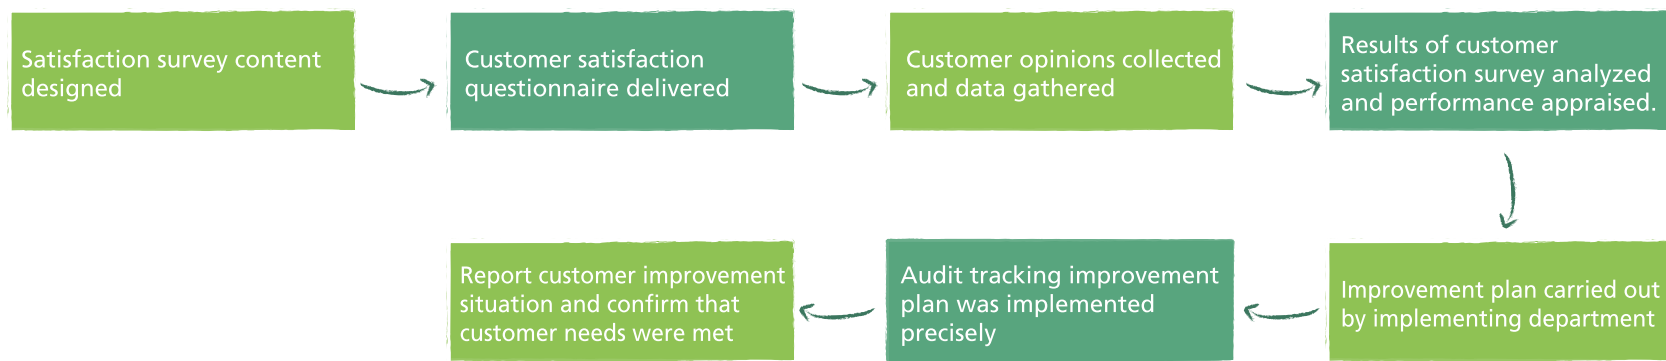 Satisfaction survey content
designed
Customer satisfaction
questionnaire delivered
Customer opinions collected
and data gathered
Results of customer
satisfaction survey analyzed
and performance appraised.
Improvement plan carried out
by implementing department
Audit tracking improvement
plan was implemented
precisely
Report customer improvement
situation and confirm that
customer needs were met